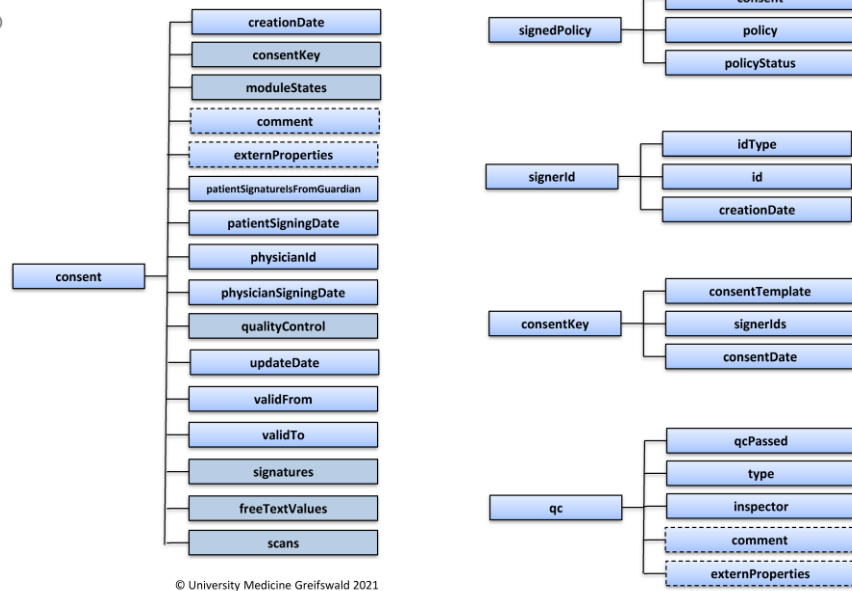 creationDate
consentKey
moduleStates
comment
externProperties
patientSignatureIsFromGuardian
patientSigningDate
physicianId
consent
physicianSigningDate
qualityControl
updateDate
validFrom
validTo
signatures
freeTextValues
scans
© University Medicine Greifswald 2021
consent
signedPolicy
policy
policyStatus
idType
signerId
id
creationDate
consentTemplate
consentKey
signerIds
consentDate
qcPassed
type
qc
inspector
comment
externProperties